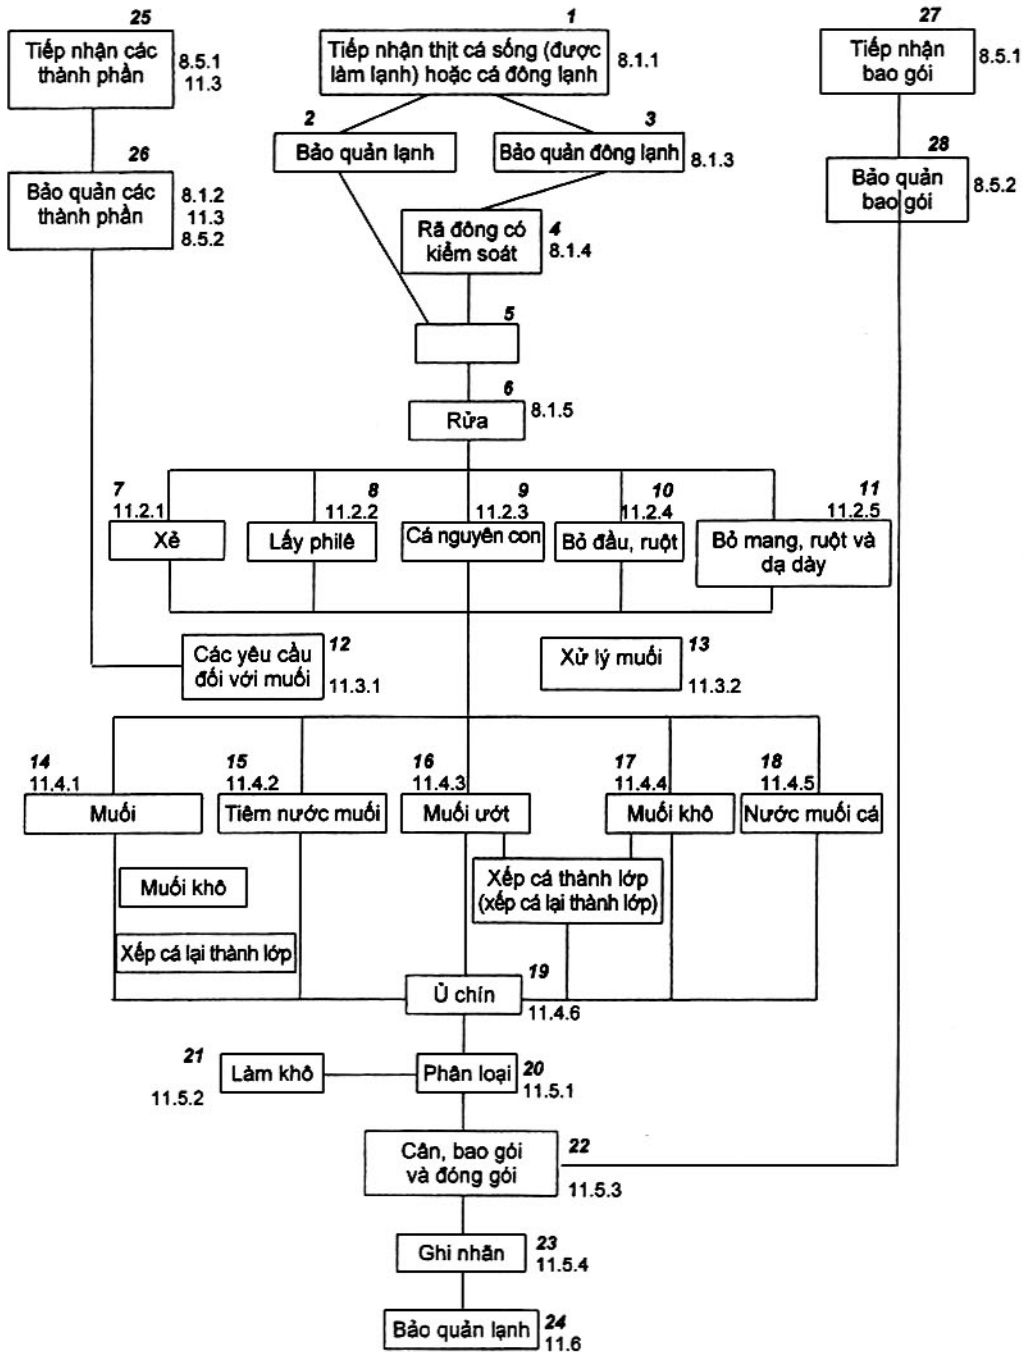 25
Tiếp nhận các
thành phần
8.5.1
11.3
1
Tiếp nhận thịt cá sống (được
làm lạnh) hoặc cá đông lạnh
8.1.1
27
Tiếp nhận
bao gói
8.5.1
2
Bảo quản lạnh
3
Bảo quản đông lạnh
8.1.3
26
Bảo quản các
thành phần
8.1.2
11.3
8.5.2
28
Bảo quản
bao gói
8.5.2
Rã đông có
kiểm soát
4
8.1.4
5
6
Rửa
8.1.5
7
11.2.1
Xẻ
8
11.2.2
Lấy philê
9
11.2.3
Cá nguyên con
10
11.2.4
Bỏ đầu, ruột
11
11.2.5
Bỏ mang, ruột và
dạ dày
Các yêu cầu
đối với muối
12
11.3.1
Xử lý muối
13
11.3.2
14
11.4.1
Muối
15
11.4.2
Tiêm nước muối
16
11.4.3
Muối ướt
17
11.4.4
Muối khô
18
11.4.5
Nước muối cá
Muối khô
Xếp cá thành lớp
(xếp cá lại thành lớp)
Xếp cá lại thành lớp
Ủ chín
19
11.4.6
21
11.5.2
Làm khô
Phân loại
20
11.5.1
Cân, bao gói
và đóng gói
22
11.5.3
Ghi nhãn
23
11.5.4
Bảo quản lạnh
24
11.6